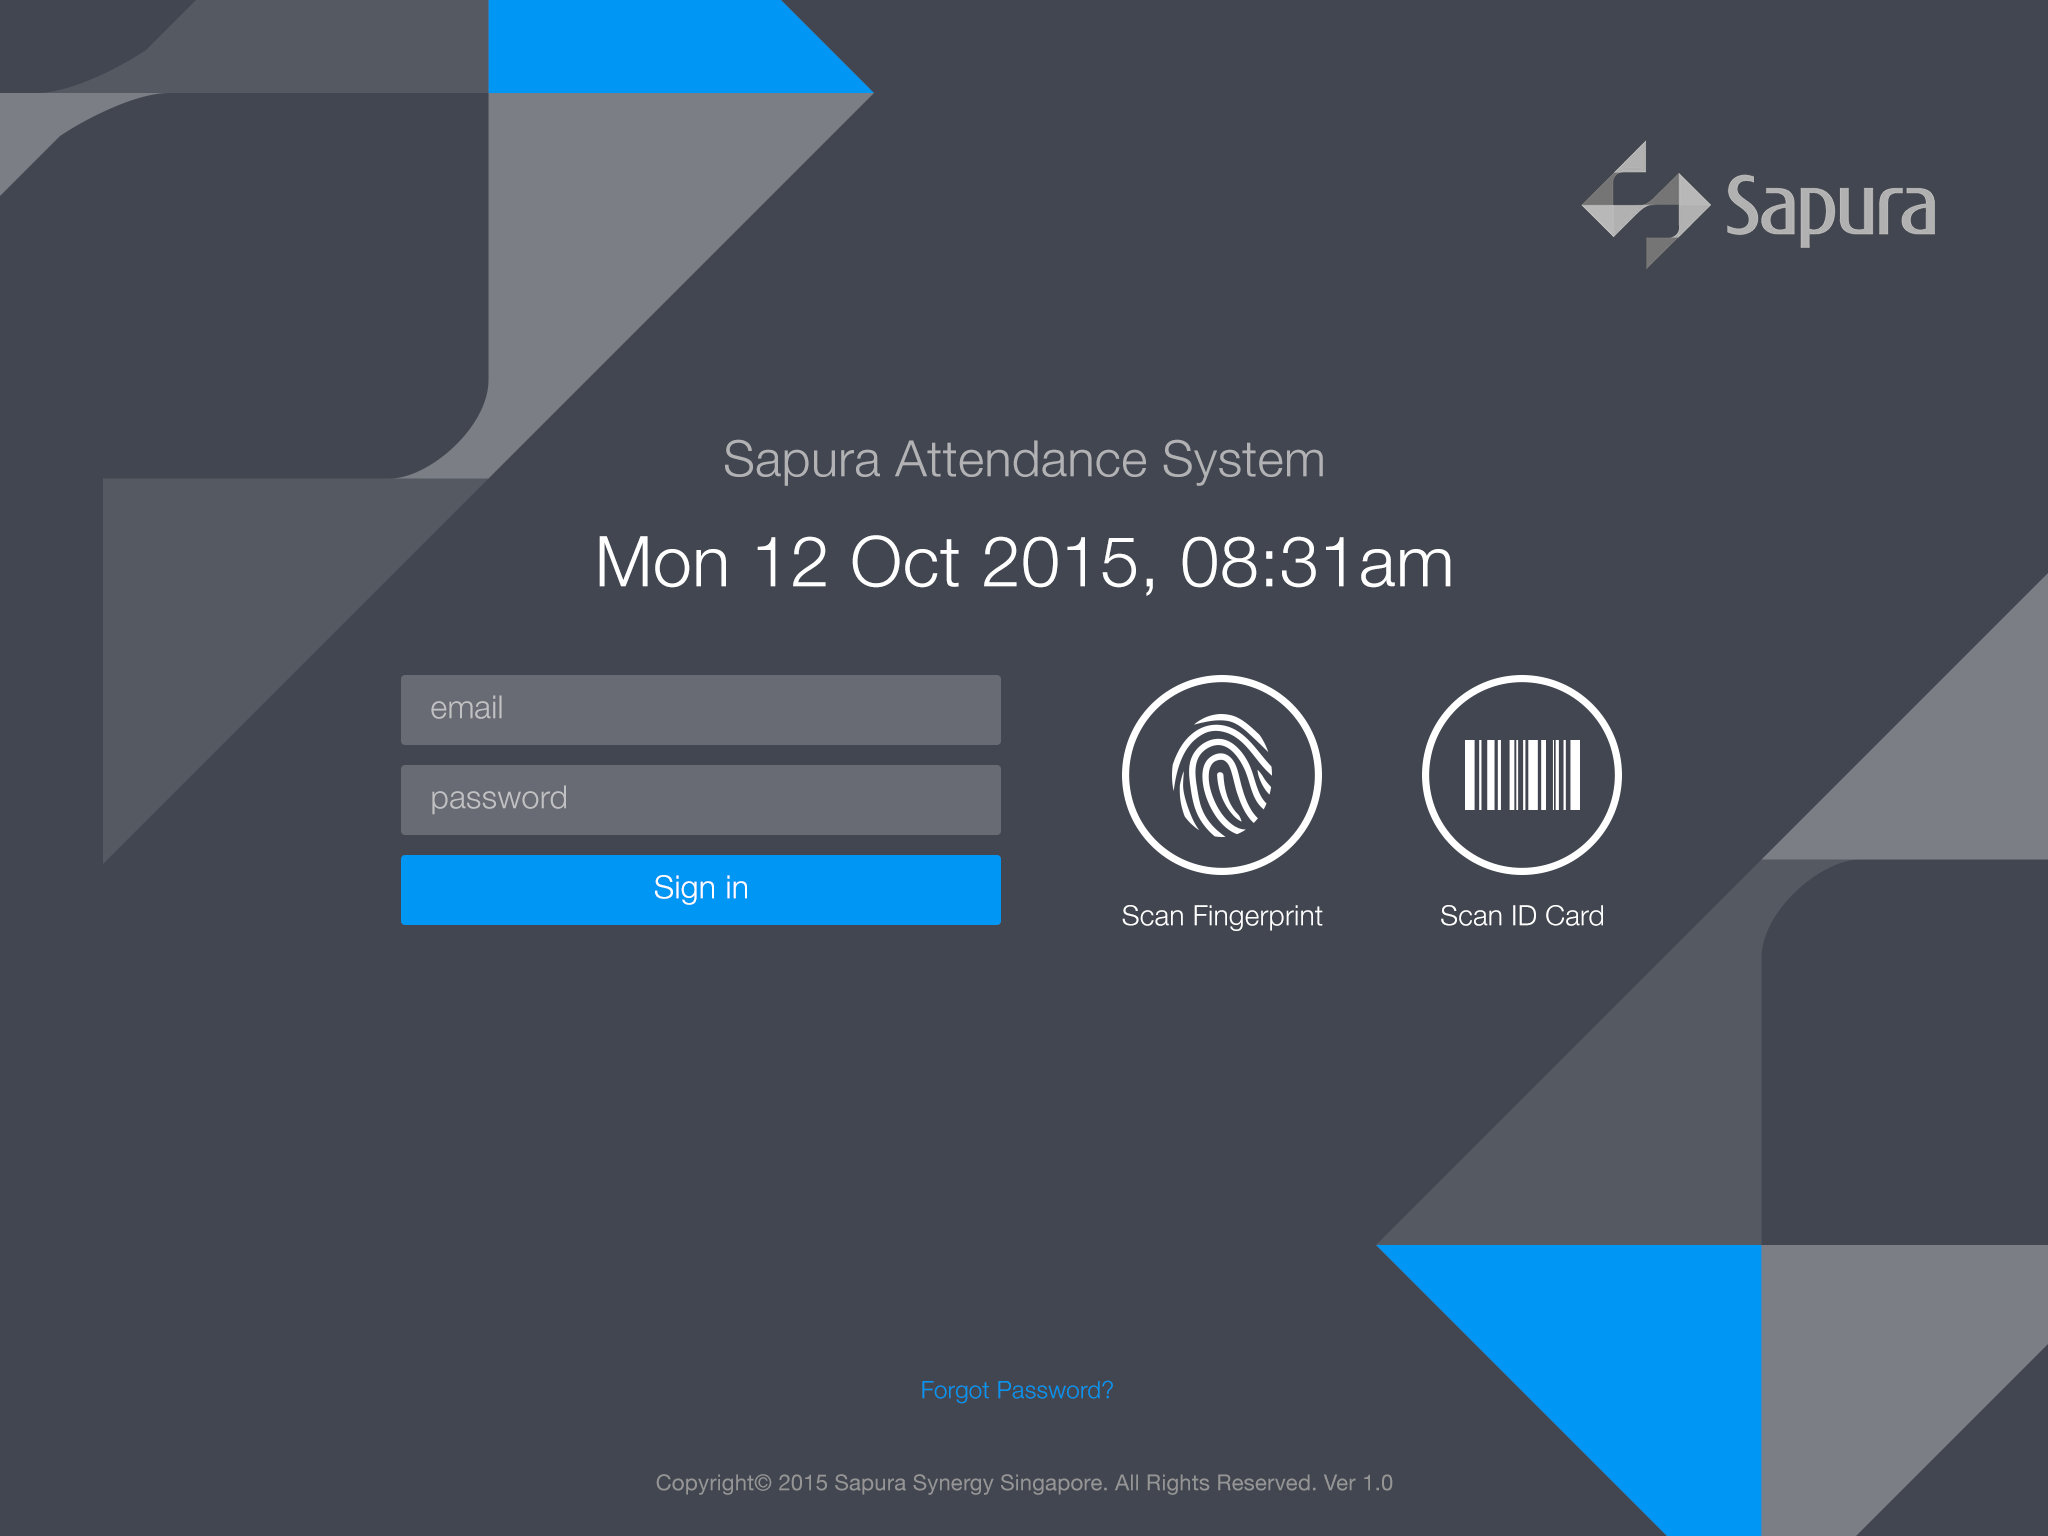 Sapura
Sapura Attendance System
Mon 12 Oct 2015, 08:31am
email
password
Sign in
Scan Fingerprint
Scan ID Card
Forgot Password?
Copyright© 2015 Sapura Synergy Singapore. All Rights Reserved. Ver 1.0